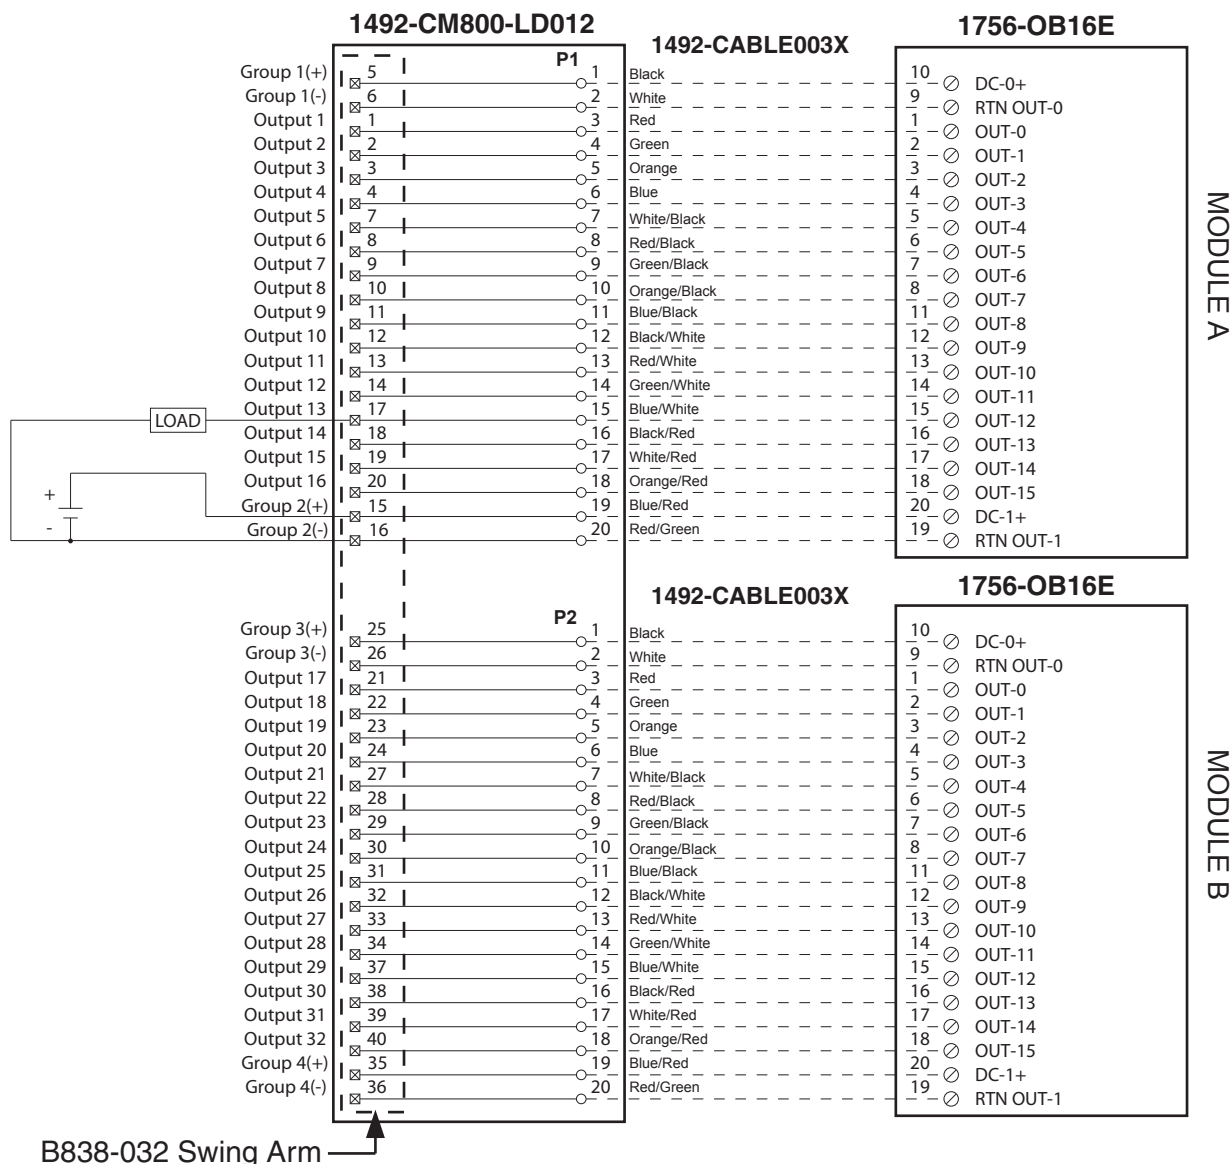 1492-CM800-LD012
1492-CABLE003X
1756-OB16E
P1
Group 1(+) 5 1 Black 10 DC-0+
Group 1(-) 6 2 White 9 RTN OUT-0
Output 1 1 3 Red 1 OUT-0
Output 2 2 4 Green 2 OUT-1
Output 3 3 5 Orange 3 OUT-2
Output 4 4 6 Blue 4 OUT-3
Output 5 7 7 White/Black 5 OUT-4
Output 6 8 8 Red/Black 6 OUT-5
Output 7 9 9 Green/Black 7 OUT-6
Output 8 10 10 Orange/Black 8 OUT-7
Output 9 11 11 Blue/Black 11 OUT-8
Output 10 12 12 Black/White 12 OUT-9
Output 11 13 13 Red/White 13 OUT-10
Output 12 14 14 Green/White 14 OUT-11
Output 13 17 15 Blue/White 15 OUT-12
Output 14 18 16 Black/Red 16 OUT-13
Output 15 19 17 White/Red 17 OUT-14
Output 16 20 18 Orange/Red 18 OUT-15
Group 2(+) 15 19 Blue/Red 20 DC-1+
Group 2(-) 16 20 Red/Green 19 RTN OUT-1
LOAD
+
-
MODULE A
1492-CABLE003X
1756-OB16E
P2
Group 3(+) 25 1 Black 10 DC-0+
Group 3(-) 26 2 White 9 RTN OUT-0
Output 17 21 3 Red 1 OUT-0
Output 18 22 4 Green 2 OUT-1
Output 19 23 5 Orange 3 OUT-2
Output 20 24 6 Blue 4 OUT-3
Output 21 27 7 White/Black 5 OUT-4
Output 22 28 8 Red/Black 6 OUT-5
Output 23 29 9 Green/Black 7 OUT-6
Output 24 30 10 Orange/Black 8 OUT-7
Output 25 31 11 Blue/Black 11 OUT-8
Output 26 32 12 Black/White 12 OUT-9
Output 27 33 13 Red/White 13 OUT-10
Output 28 34 14 Green/White 14 OUT-11
Output 29 37 15 Blue/White 15 OUT-12
Output 30 38 16 Black/Red 16 OUT-13
Output 31 39 17 White/Red 17 OUT-14
Output 32 40 18 Orange/Red 18 OUT-15
Group 4(+) 35 19 Blue/Red 20 DC-1+
Group 4(-) 36 20 Red/Green 19 RTN OUT-1
MODULE B
B838-032 Swing Arm